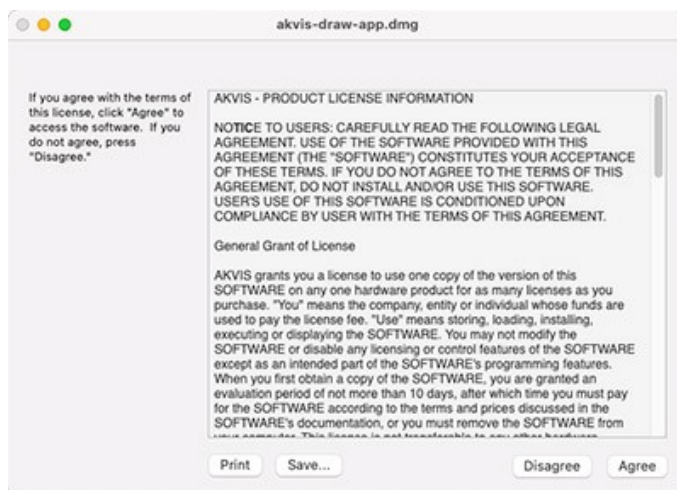 akvis-draw-app.dmg
If you agree with the terms of
this license, click "Agree" to
access the software. If you
do not agree, press
"Disagree."
AKVIS - PRODUCT LICENSE INFORMATION
NOTICE TO USERS: CAREFULLY READ THE FOLLOWING LEGAL
AGREEMENT. USE OF THE SOFTWARE PROVIDED WITH THIS
AGREEMENT (THE "SOFTWARE") CONSTITUTES YOUR ACCEPTANCE
OF THESE TERMS. IF YOU DO NOT AGREE TO THE TERMS OF THIS
AGREEMENT, DO NOT INSTALL AND/OR USE THIS SOFTWARE.
USER'S USE OF THIS SOFTWARE IS CONDITIONED UPON
COMPLIANCE BY USER WITH THE TERMS OF THIS AGREEMENT.
General Grant of License
AKVIS grants you a license to use one copy of the version of this
SOFTWARE on any one hardware product for as many licenses as you
purchase. "You" means the company, entity or individual whose funds are
used to pay the license fee. "Use" means storing, loading, installing,
executing or displaying the SOFTWARE. You may not modify the
SOFTWARE or disable any licensing or control features of the SOFTWARE
except as an intended part of the SOFTWARE's programming features.
When you first obtain a copy of the SOFTWARE, you are granted an
evaluation period of not more than 10 days, after which time you must pay
for the SOFTWARE according to the terms and prices discussed in the
SOFTWARE's documentation, or you must remove the SOFTWARE from
your computer. This license is not transferable to any other hardware
Print
Save...
Disagree
Agree